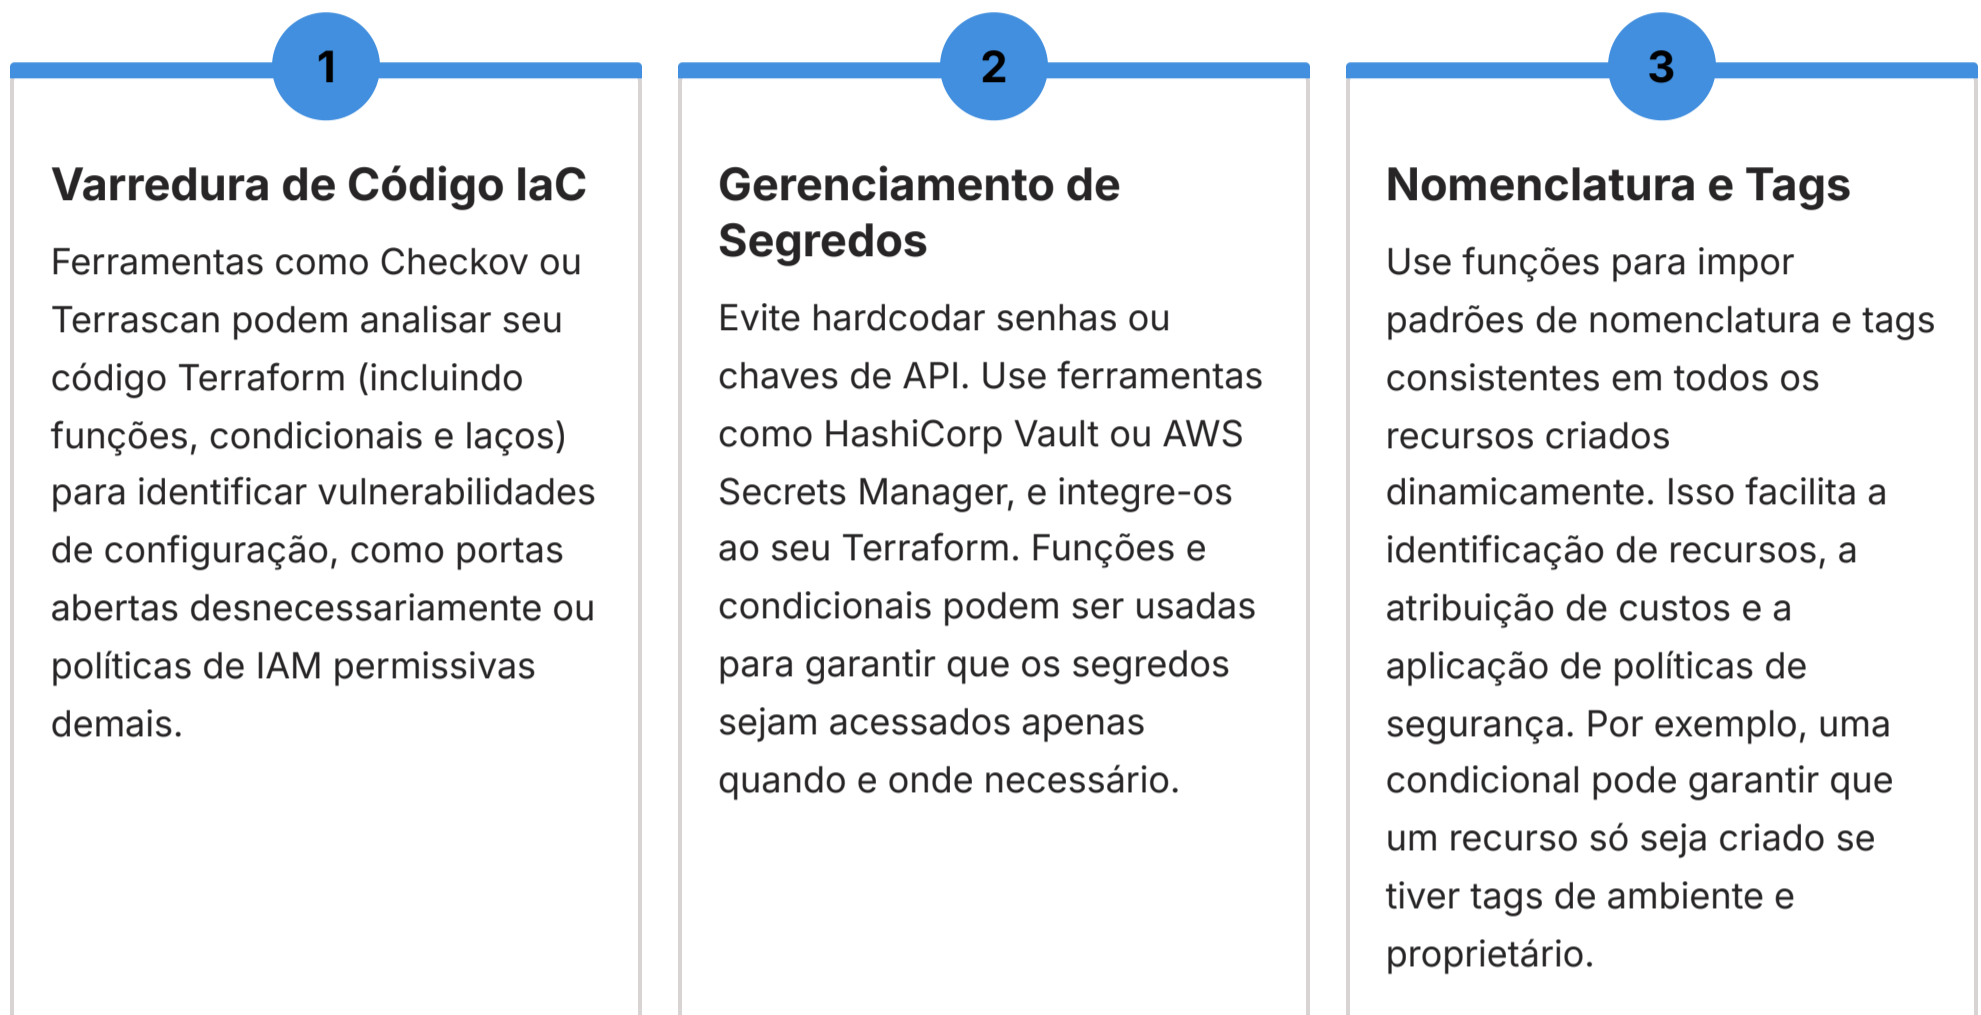 1
Varredura de Código IaC
Ferramentas como Checkov ou
Terrascan podem analisar seu
código Terraform (incluindo
funções, condicionais e laços)
para identificar vulnerabilidades
de configuração, como portas
abertas desnecessariamente ou
políticas de IAM permissivas
demais.
2
Gerenciamento de
Segredos
Evite hardcodar senhas ou
chaves de API. Use ferramentas
como HashiCorp Vault ou AWS
Secrets Manager, e integre-os
ao seu Terraform. Funções e
condicionais podem ser usadas
para garantir que os segredos
sejam acessados apenas
quando e onde necessário.
3
Nomenclatura e Tags
Use funções para impor
padrões de nomenclatura e tags
consistentes em todos os
recursos criados
dinamicamente. Isso facilita a
identificação de recursos, a
atribuição de custos e a
aplicação de políticas de
segurança. Por exemplo, uma
condicional pode garantir que
um recurso só seja criado se
tiver tags de ambiente e
proprietário.